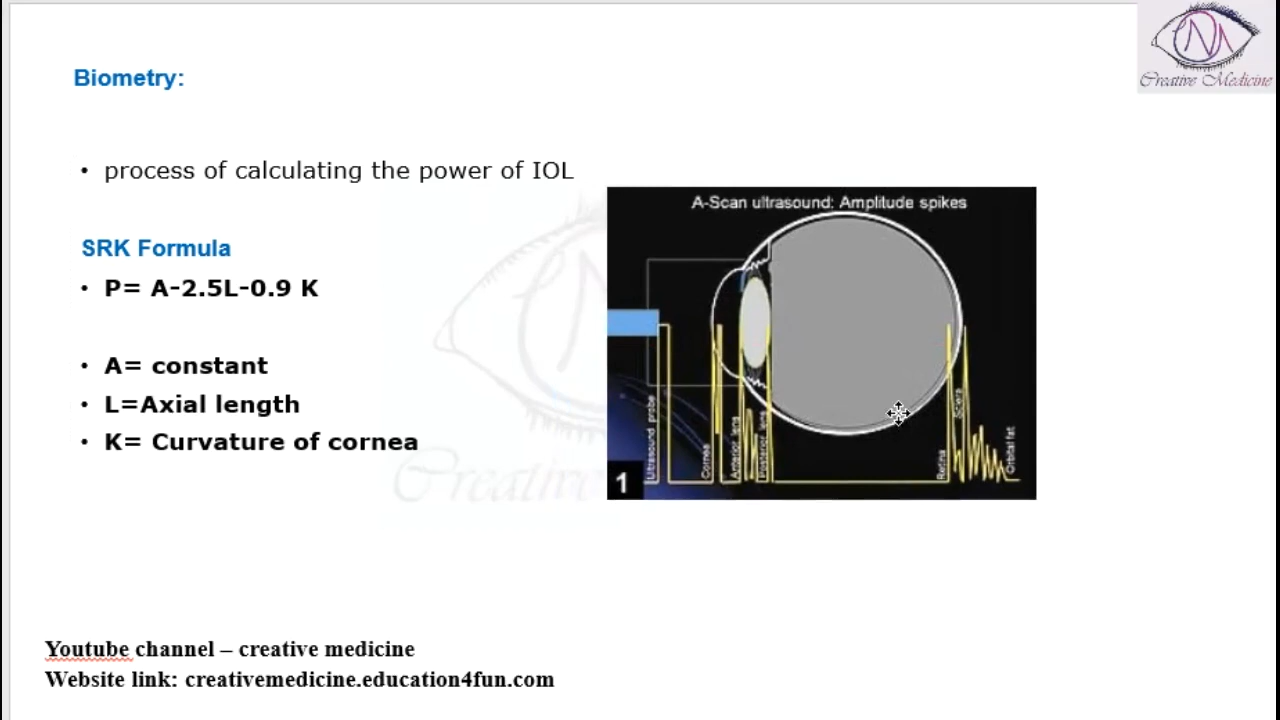 Creative Medicine
Biometry:
• process of calculating the power of IOL
SRK Formula
• P= A-2.5L-0.9 K
• A= constant
• L=Axial length
• K= Curvature of cornea
A-Scan ultrasound: Amplitude spikes
Ultrasound probe
Cornea
Anterior lens
Posterior lens
Retina
Sclera
Orbital fat
1
Creative
Youtube channel – creative medicine
Website link: creativemedicine.education4fun.com